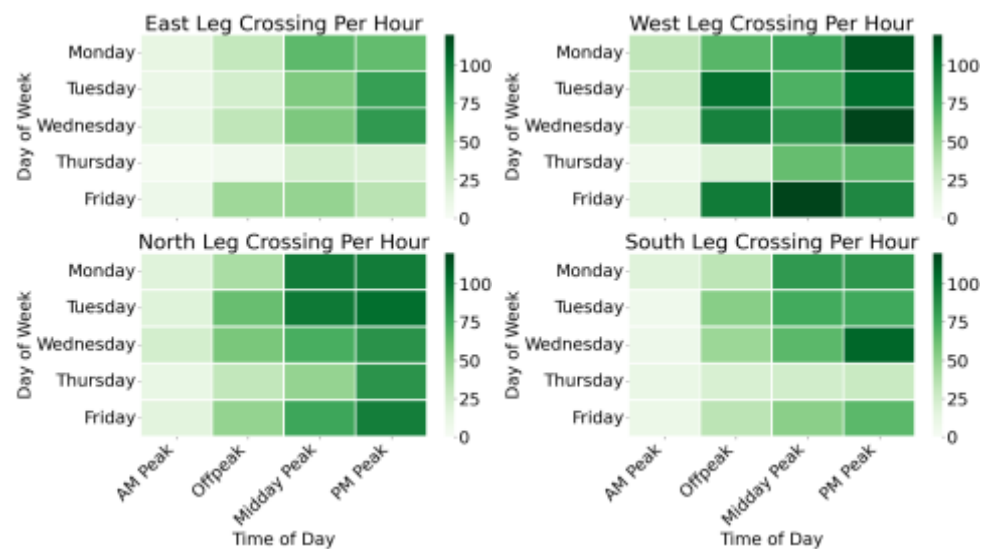 East Leg Crossing Per Hour
Day of Week
Monday
Tuesday
Wednesday
Thursday
Friday
100
75
50
25
0
West Leg Crossing Per Hour
Day of Week
Monday
Tuesday
Wednesday
Thursday
Friday
100
75
50
25
0
North Leg Crossing Per Hour
Day of Week
Monday
Tuesday
Wednesday
Thursday
Friday
100
75
50
25
0
AM Peak
Offpeak
Midday Peak
PM Peak
Time of Day
South Leg Crossing Per Hour
Day of Week
Monday
Tuesday
Wednesday
Thursday
Friday
100
75
50
25
0
AM Peak
Offpeak
Midday Peak
PM Peak
Time of Day